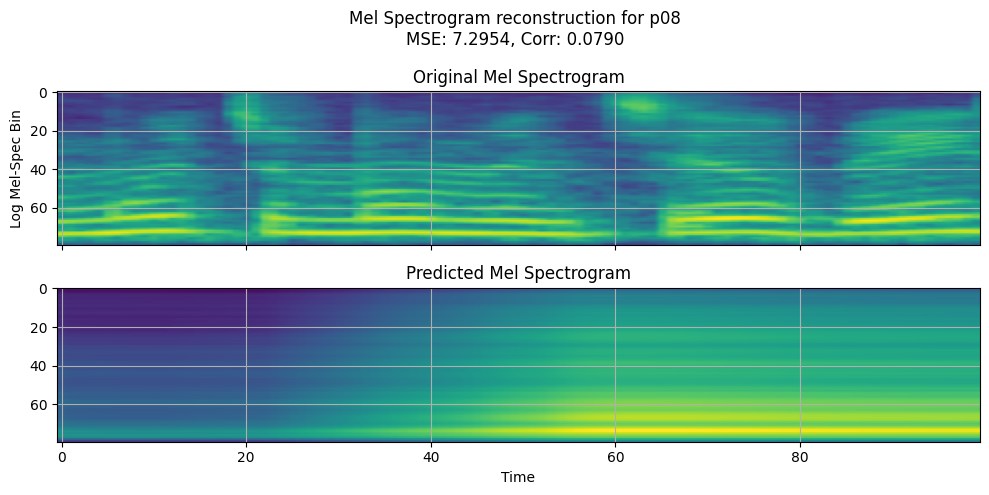 Mel Spectrogram reconstruction for p08
MSE: 7.2954, Corr: 0.0790
Original Mel Spectrogram
0
20
40
60
Log Mel-Spec Bin
Predicted Mel Spectrogram
0
20
40
60
0 20 40 60 80
Time